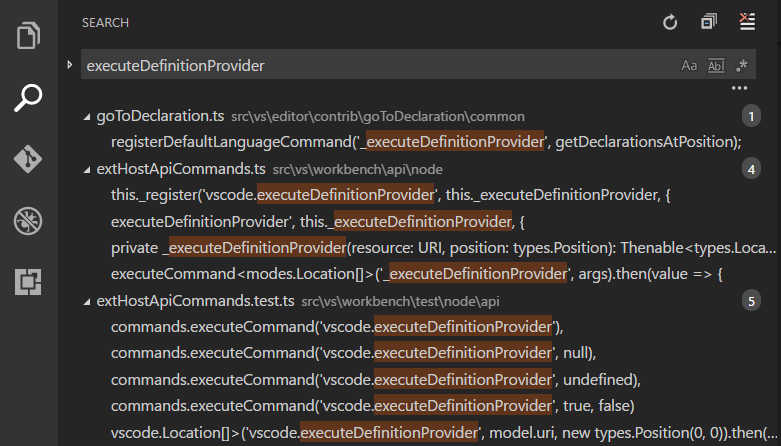 SEARCH
executeDefinitionProvider
Aa Abl .*
...
goToDeclaration.ts src\vs\editor\contrib\goToDeclaration\common 1
registerDefaultLanguageCommand('_executeDefinitionProvider', getDeclarationsAtPosition);
extHostApiCommands.ts src\vs\workbench\api\node 4
this._register('vscode.executeDefinitionProvider', this._executeDefinitionProvider, {
executeDefinitionProvider', this._executeDefinitionProvider, {
private _executeDefinitionProvider(resource: URI, position: types.Position): Thenable<types.Loca...
executeCommand<modes.Location[]>('_executeDefinitionProvider', args).then(value => {
extHostApiCommands.test.ts src\vs\workbench\test\node\api 5
commands.executeCommand('vscode.executeDefinitionProvider'),
commands.executeCommand('vscode.executeDefinitionProvider', null),
commands.executeCommand('vscode.executeDefinitionProvider', undefined),
commands.executeCommand('vscode.executeDefinitionProvider', true, false)
vscode.Location[]>('vscode.executeDefinitionProvider', model.uri, new types.Position(0, 0)).then(...